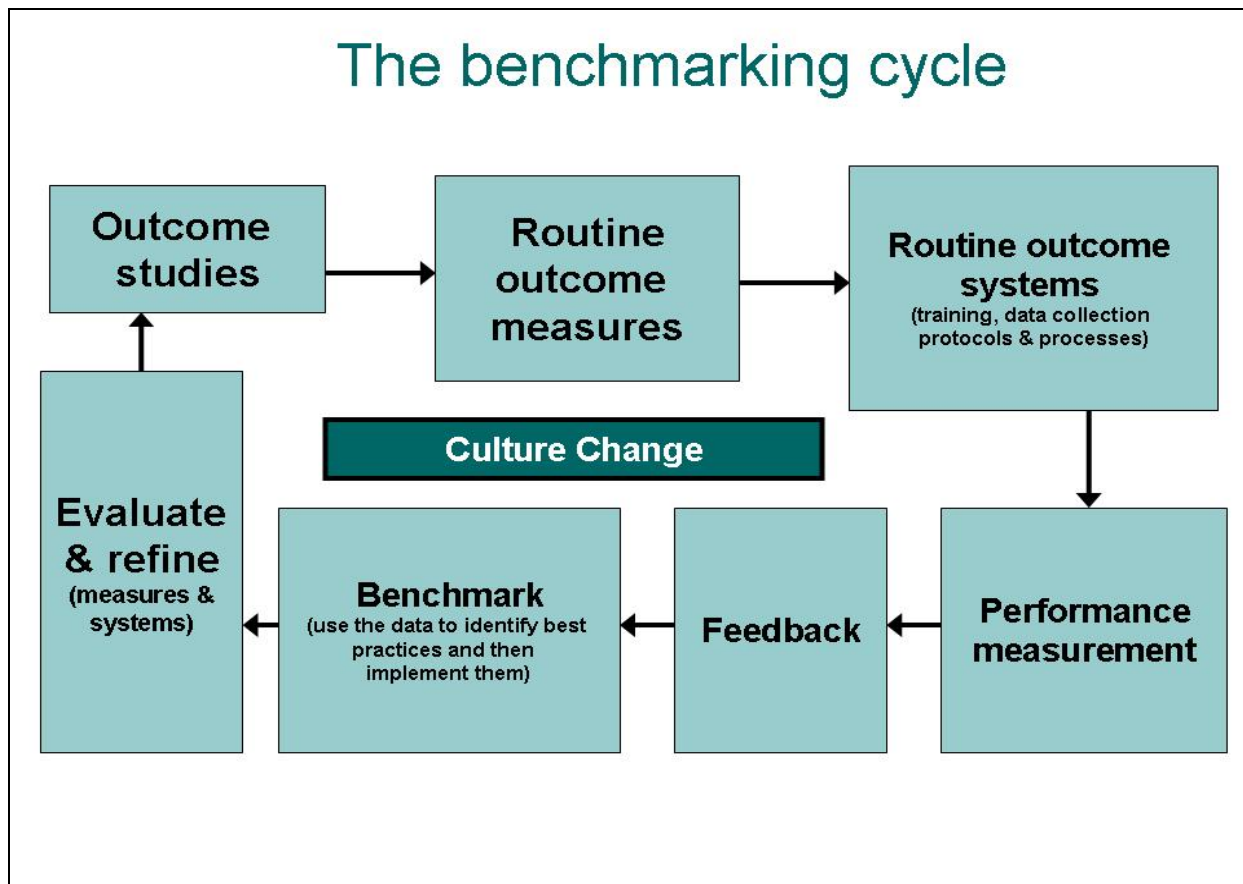 The benchmarking cycle
Outcome
studies
Routine
outcome
measures
Routine outcome
systems
(training, data collection
protocols & processes)
Culture Change
Evaluate
& refine
(measures &
systems)
Benchmark
(use the data to identify best
practices and then
implement them)
Feedback
Performance
measurement